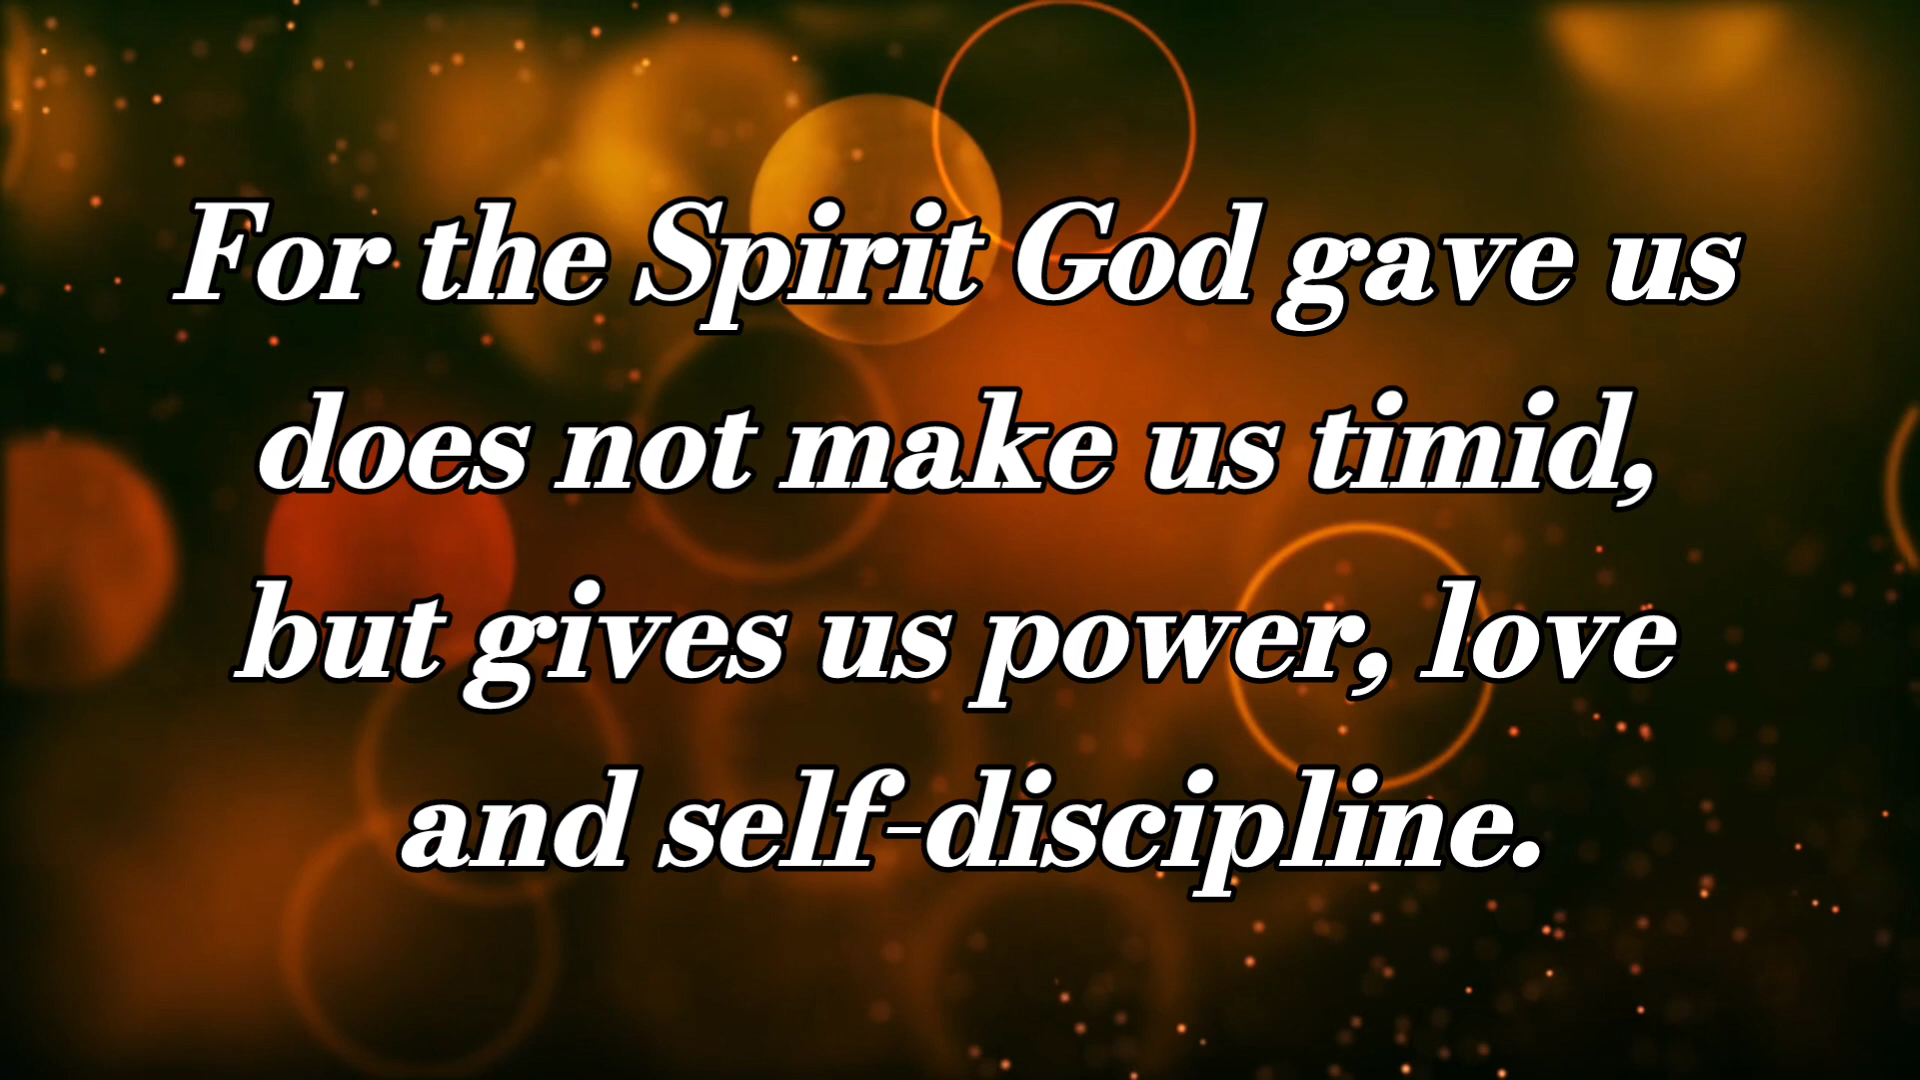 For the Spirit God gave us
does not make us timid,
but gives us power, love
and self-discipline.